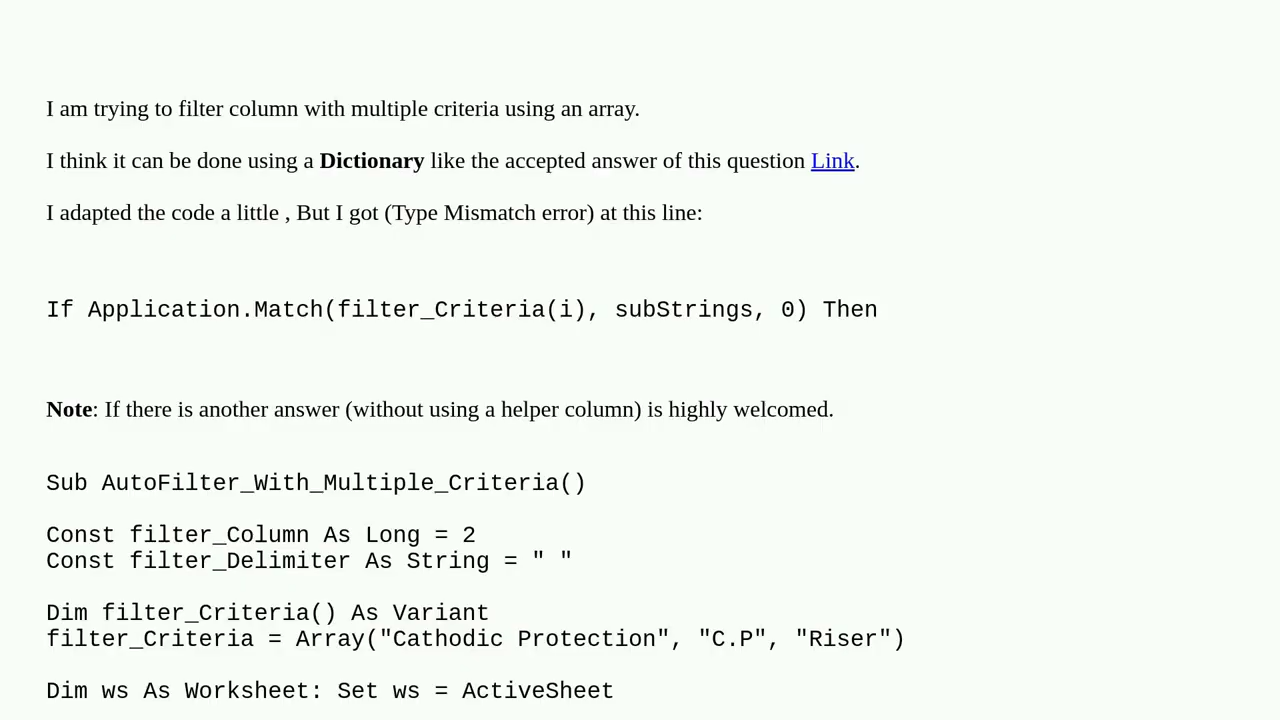 I am trying to filter column with multiple criteria using an array.
I think it can be done using a Dictionary like the accepted answer of this question Link.
I adapted the code a little , But I got (Type Mismatch error) at this line:
If Application.Match(filter_Criteria(i), subStrings, 0) Then
Note: If there is another answer (without using a helper column) is highly welcomed.
Sub AutoFilter_With_Multiple_Criteria()
Const filter_Column As Long = 2
Const filter_Delimiter As String = " "
Dim filter_Criteria() As Variant
filter_Criteria = Array("Cathodic Protection", "C.P", "Riser")
Dim ws As Worksheet: Set ws = ActiveSheet